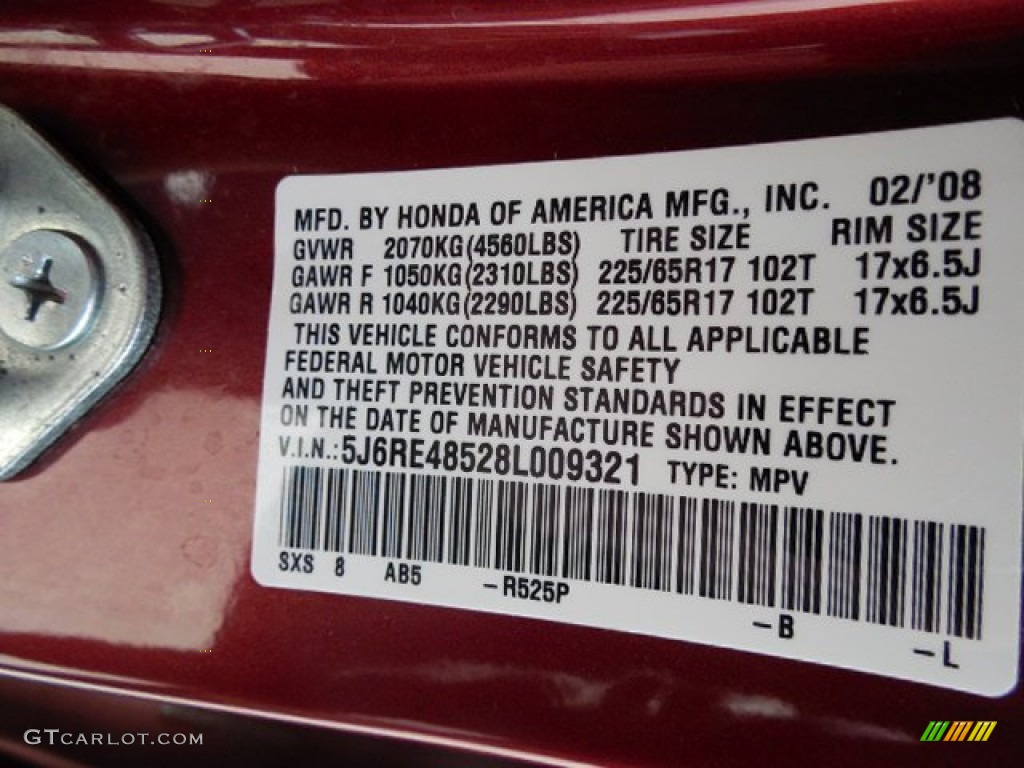 MFD. BY HONDA OF AMERICA MFG., INC. 02/'08
GVWR 2070KG(4560LBS) TIRE SIZE RIM SIZE
GAWR F 1050KG(2310LBS) 225/65R17 102T 17x6.5J
GAWR R 1040KG(2290LBS) 225/65R17 102T 17x6.5J
THIS VEHICLE CONFORMS TO ALL APPLICABLE
FEDERAL MOTOR VEHICLE SAFETY
AND THEFT PREVENTION STANDARDS IN EFFECT
ON THE DATE OF MANUFACTURE SHOWN ABOVE.
V.I.N.: 5J6RE48528L009321 TYPE: MPV
SXS 8 AB5 -R525P -B -L
GTCARLOT.COM